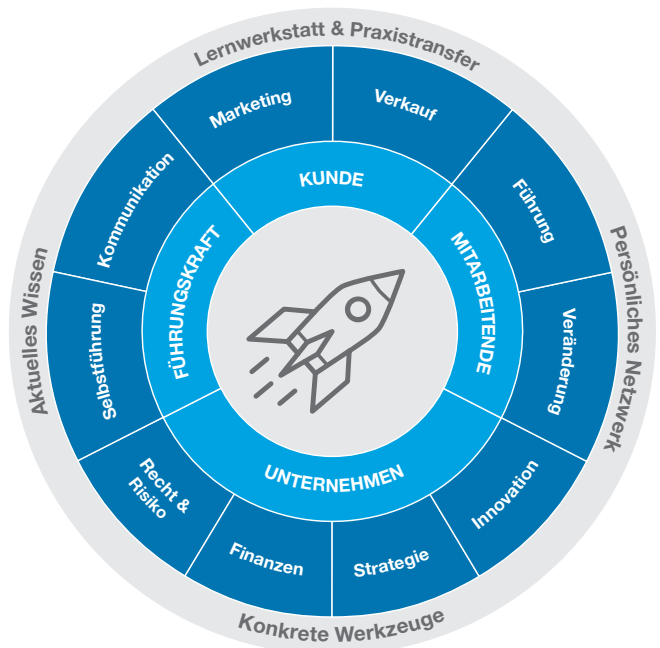 Lernwerkstatt & Praxistransfer
Persönliches Netzwerk
Konkrete Werkzeuge
Aktuelles Wissen
Marketing
Verkauf
Führung
Veränderung
Innovation
Strategie
Finanzen
Recht &
Risiko
Selbstführung
Kommunikation
KUNDE
MITARBEITENDE
UNTERNEHMEN
FÜHRUNGSKRAFT